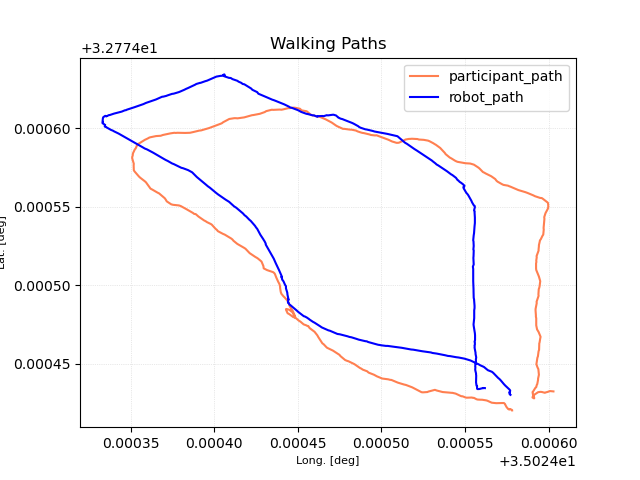 Walking Paths
+3.2774e1
participant_path
robot_path
0.00060
0.00055
0.00050
0.00045
Lat. [deg]
0.00035 0.00040 0.00045 0.00050 0.00055 0.00060
Long. [deg]
+3.5024e1